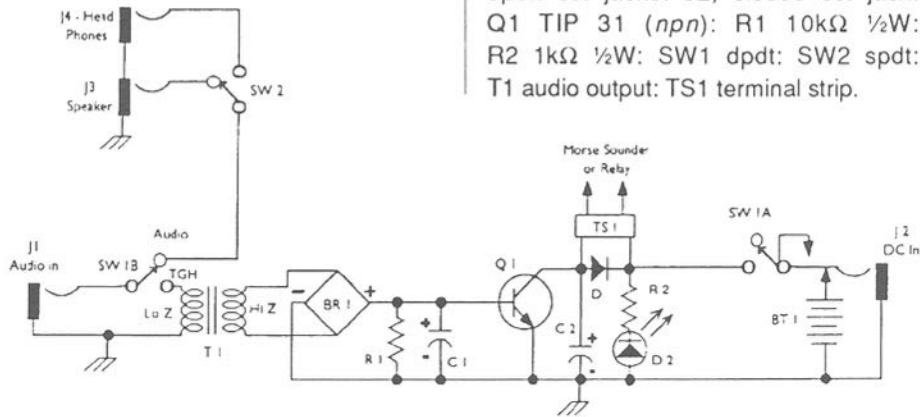 Q1 TIP 31 (npn): R1 10kΩ ½W:
R2 1kΩ ½W: SW1 dpdt: SW2 spdt:
T1 audio output: TS1 terminal strip.
J4 - Head
Phones
J3
Speaker
SW 2
Morse Sounder
or Relay
TS 1
SW 1A
J2
DC In
J1
Audio in
SW 1B
Audio
TGH
Lo Z
Hi Z
T 1
-
BR 1
+
R 1
+
-
C 1
Q 1
C 2
+
-
D
R 2
D 2
BT 1